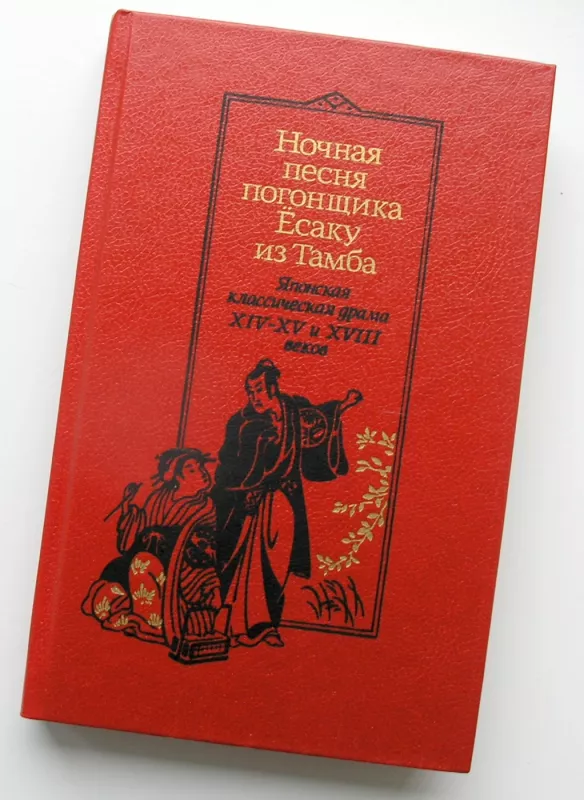 Ночная
песня
погонщика
Ёсаку
из Тамба
Японская
классическая драма
XIV-XV и XVIII
веков